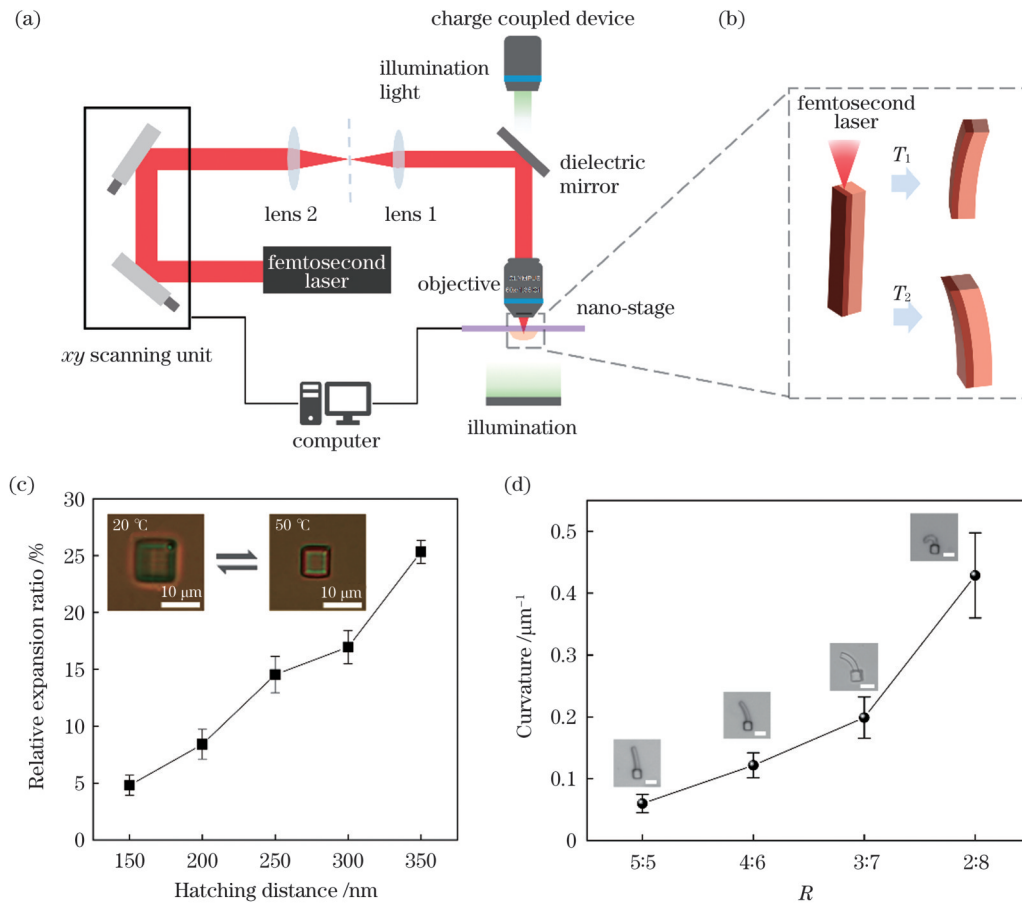 (a)
charge coupled device
illumination
light
dielectric
mirror
lens 2
lens 1
femtosecond
laser
objective
OLYMPUS
nano-stage
xy scanning unit
computer
illumination
(b)
femtosecond
laser
T1
T2
(c)
30
25
20
15
10
5
0
Relative expansion ratio /%
20 ℃
50 ℃
10 μm
10 μm
150
200
250
300
350
Hatching distance /nm
(d)
0.5
0.4
0.3
0.2
0.1
0
Curvature /μm⁻¹
5:5
4:6
3:7
2:8
R